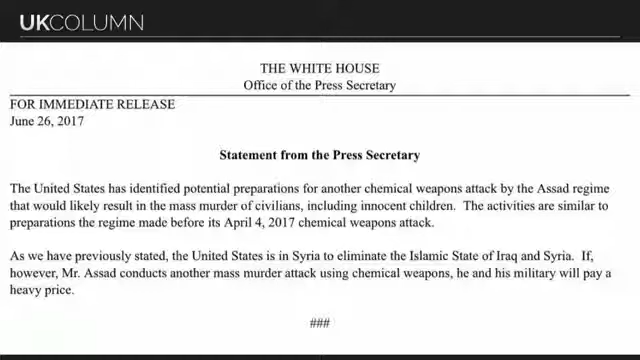 UKCOLUMN
THE WHITE HOUSE
Office of the Press Secretary
FOR IMMEDIATE RELEASE
June 26, 2017
Statement from the Press Secretary
The United States has identified potential preparations for another chemical weapons attack by the Assad regime
that would likely result in the mass murder of civilians, including innocent children.  The activities are similar to
preparations the regime made before its April 4, 2017 chemical weapons attack.
As we have previously stated, the United States is in Syria to eliminate the Islamic State of Iraq and Syria.  If,
however, Mr. Assad conducts another mass murder attack using chemical weapons, he and his military will pay a
heavy price.
###